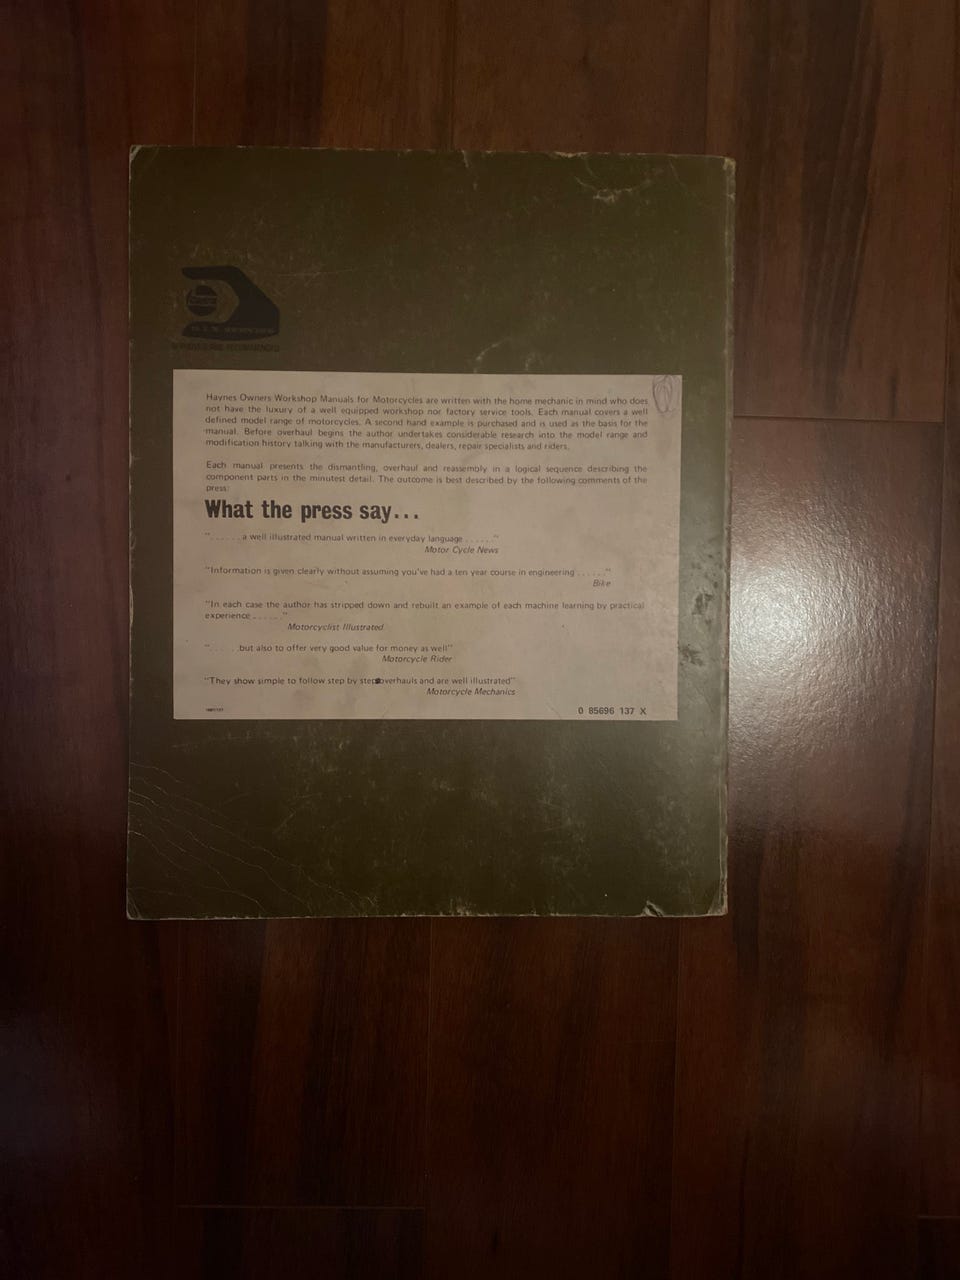 Castrol
Haynes Owners Workshop Manuals for Motorcycles are written with the home mechanic in mind who does
not have the luxury of a well equipped workshop nor factory service tools. Each manual covers a well
defined model range of motorcycles. A second hand example is purchased and is used as the basis for the
manual. Before overhaul begins the author undertakes considerable research into the model range and
modification history talking with the manufacturers, dealers, repair specialists and riders.
Each manual presents the dismantling, overhaul and reassembly in a logical sequence describing the
component parts in the minutest detail. The outcome is best described by the following comments of the
press:
What the press say...
"......a well illustrated manual written in everyday language ......"
Motor Cycle News
"Information is given clearly without assuming you've had a ten year course in engineering ......"
Bike
"In each case the author has stripped down and rebuilt an example of each machine learning by practical
experience ......"
Motorcyclist Illustrated
"......but also to offer very good value for money as well"
Motorcycle Rider
"They show simple to follow step by step overhauls and are well illustrated"
Motorcycle Mechanics
0 85696 137 X